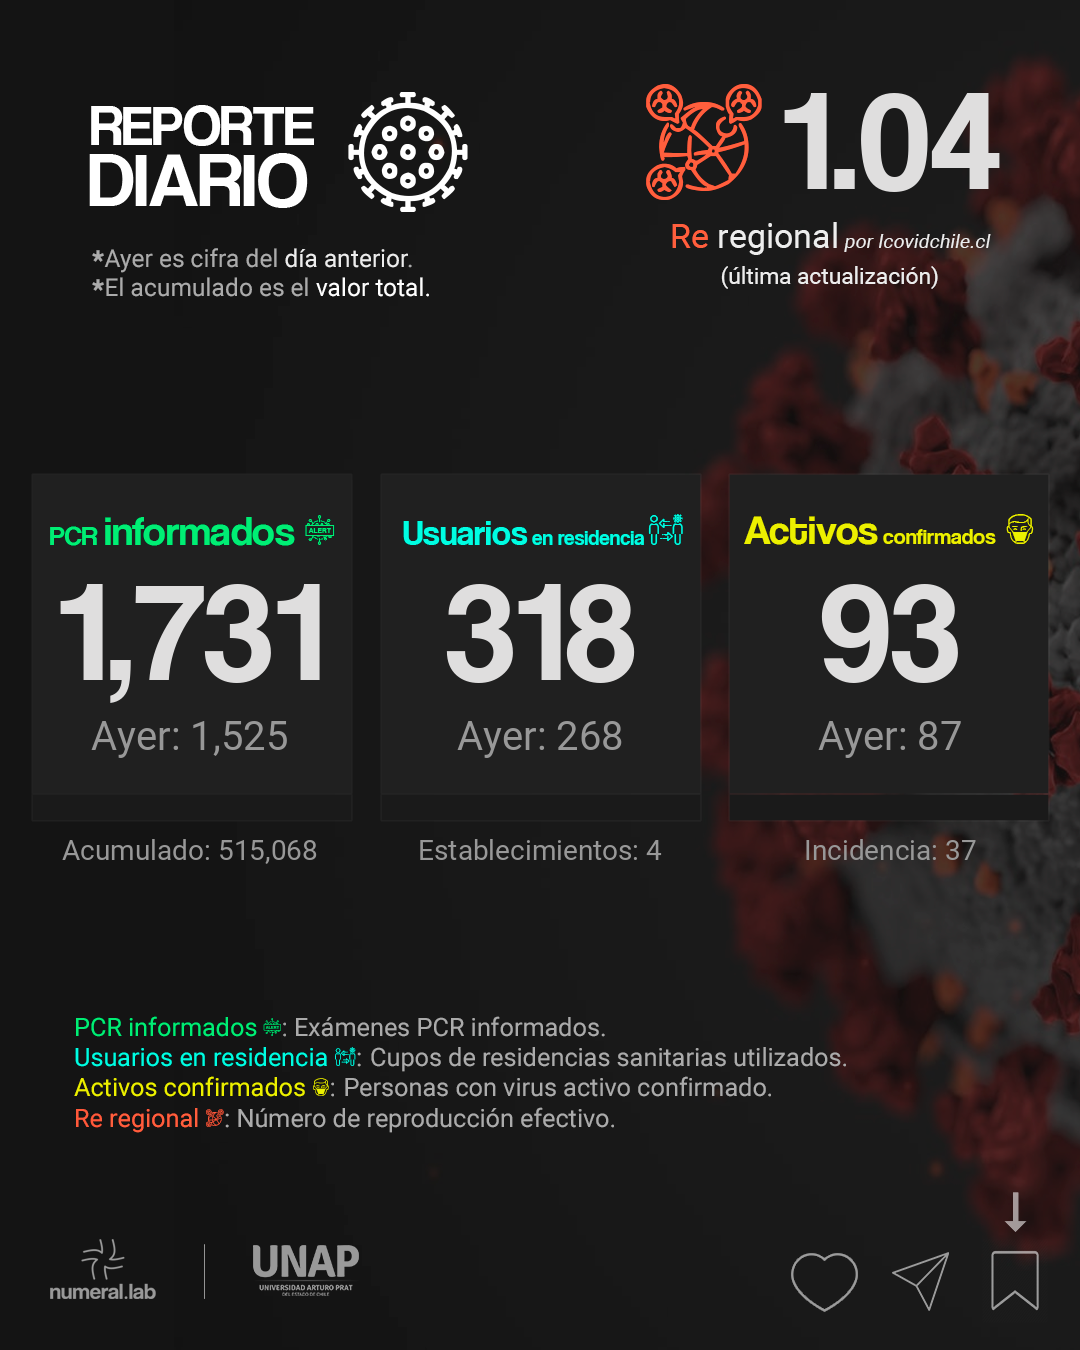 REPORTE
DIARIO
*Ayer es cifra del día anterior.
*El acumulado es el valor total.
1.04
Re regional por Icovidchile.cl
(última actualización)
PCR informados ALERT
1,731
Ayer: 1,525
Acumulado: 515,068
Usuarios en residencia
318
Ayer: 268
Establecimientos: 4
Activos confirmados
93
Ayer: 87
Incidencia: 37
PCR informados : Exámenes PCR informados.
Usuarios en residencia : Cupos de residencias sanitarias utilizados.
Activos confirmados : Personas con virus activo confirmado.
Re regional : Número de reproducción efectivo.
numeral.lab
UNAP
UNIVERSIDAD ARTURO PRAT
DEL ESTADO DE CHILE